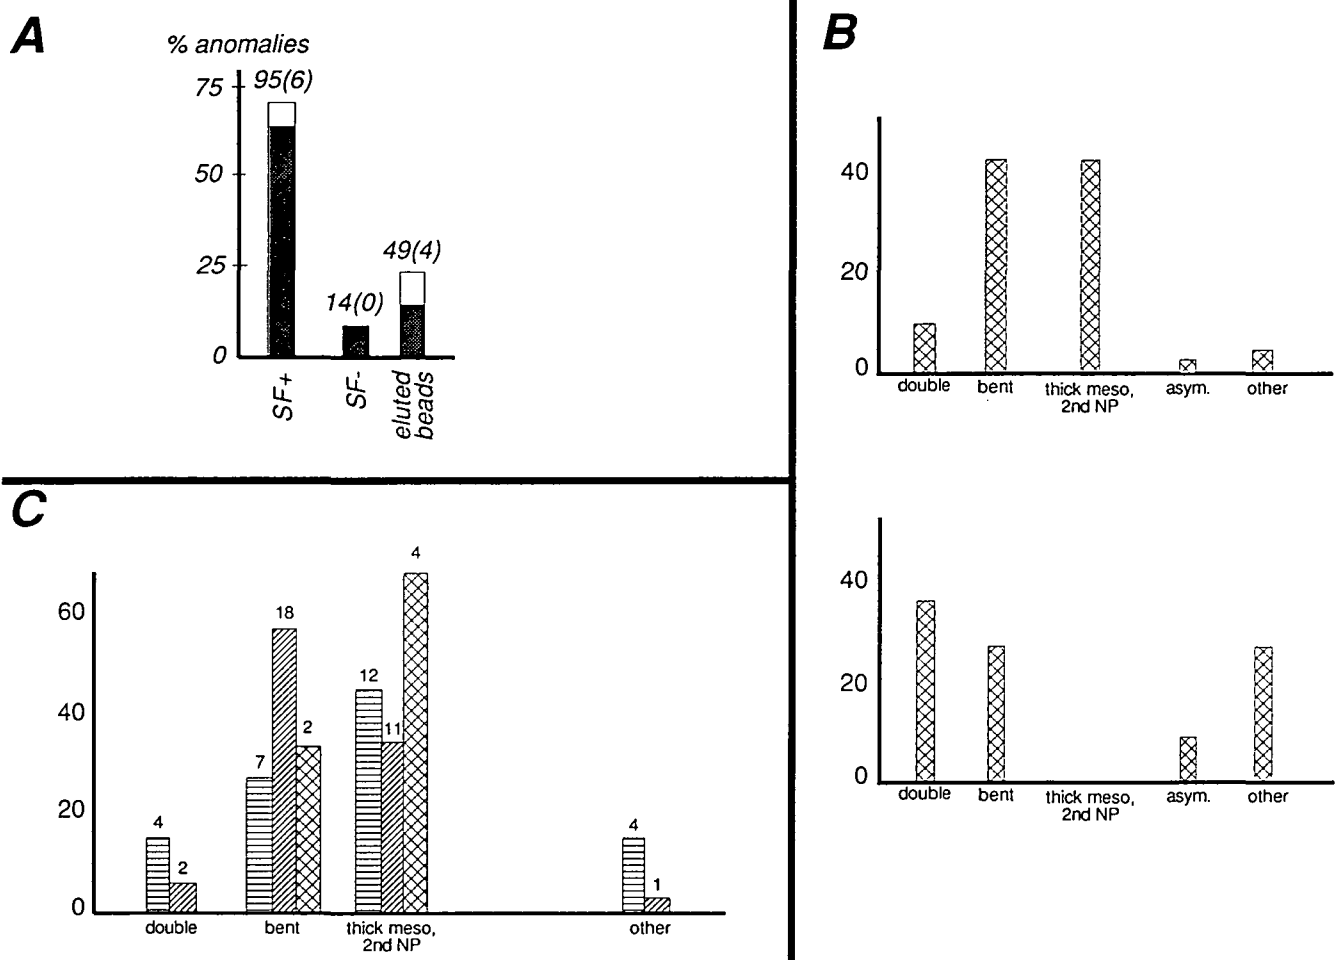 A
% anomalies
75
95(6)
50
49(4)
25
14(0)
0
SF+
SF-
eluted
beads
B
40
20
0
double
bent
thick meso,
2nd NP
asym.
other
40
20
0
double
bent
thick meso,
2nd NP
asym.
other
C
4
60
18
12
40
11
2
7
20
4
4
2
1
0
double
bent
thick meso,
2nd NP
other